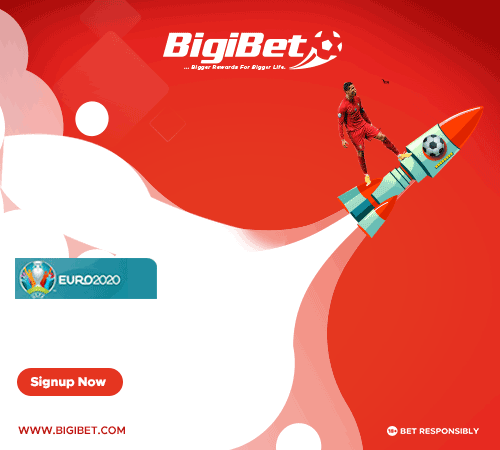 BigiBet
... Bigger Rewards For Bigger Life.
EURO2020
Signup Now
WWW.BIGIBET.COM
18+ BET RESPONSIBLY